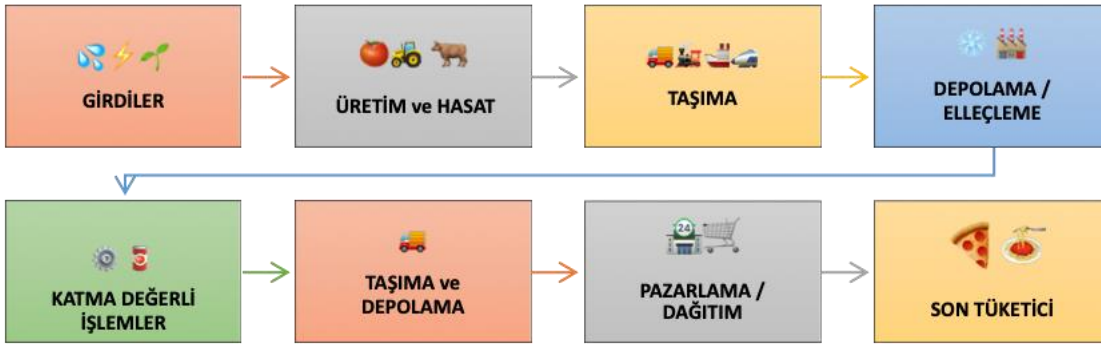 GİRDİLER
ÜRETİM ve HASAT
TAŞIMA
DEPOLAMA /
ELLEÇLEME
KATMA DEĞERLİ
İŞLEMLER
TAŞIMA ve
DEPOLAMA
24
PAZARLAMA /
DAĞITIM
SON TÜKETİCİ